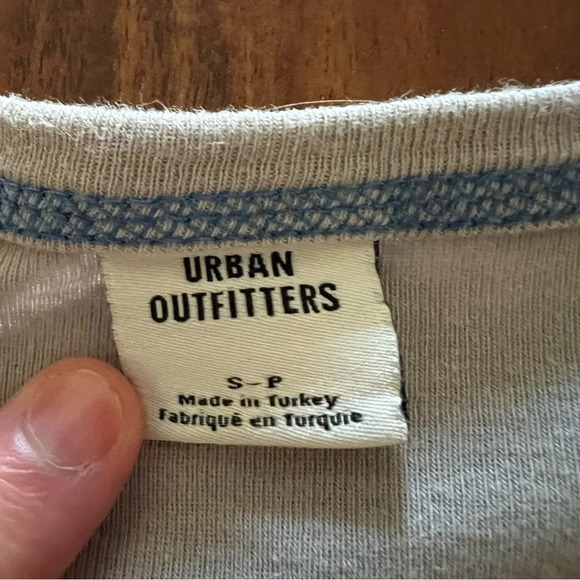 URBAN
OUTFITTERS
S-P
Made in Turkey
Fabriqué en Turquie